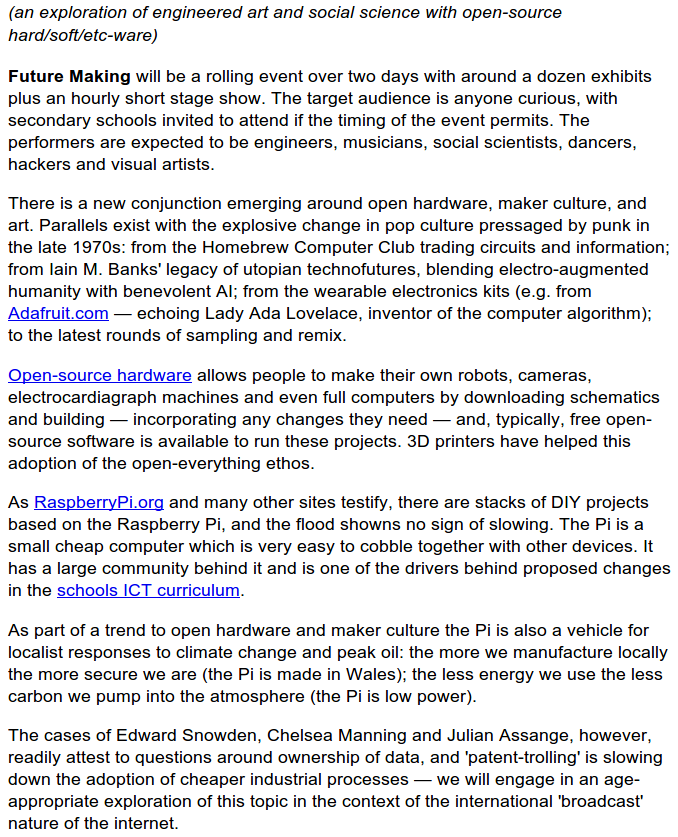 (an exploration of engineered art and social science with open-source
hard/soft/etc-ware)
Future Making will be a rolling event over two days with around a dozen exhibits
plus an hourly short stage show. The target audience is anyone curious, with
secondary schools invited to attend if the timing of the event permits. The
performers are expected to be engineers, musicians, social scientists, dancers,
hackers and visual artists.
There is a new conjunction emerging around open hardware, maker culture, and
art. Parallels exist with the explosive change in pop culture pressaged by punk in
the late 1970s: from the Homebrew Computer Club trading circuits and information;
from Iain M. Banks' legacy of utopian technofutures, blending electro-augmented
humanity with benevolent AI; from the wearable electronics kits (e.g. from
Adafruit.com — echoing Lady Ada Lovelace, inventor of the computer algorithm);
to the latest rounds of sampling and remix.
Open-source hardware allows people to make their own robots, cameras,
electrocardiagraph machines and even full computers by downloading schematics
and building — incorporating any changes they need — and, typically, free open-
source software is available to run these projects. 3D printers have helped this
adoption of the open-everything ethos.
As RaspberryPi.org and many other sites testify, there are stacks of DIY projects
based on the Raspberry Pi, and the flood showns no sign of slowing. The Pi is a
small cheap computer which is very easy to cobble together with other devices. It
has a large community behind it and is one of the drivers behind proposed changes
in the schools ICT curriculum.
As part of a trend to open hardware and maker culture the Pi is also a vehicle for
localist responses to climate change and peak oil: the more we manufacture locally
the more secure we are (the Pi is made in Wales); the less energy we use the less
carbon we pump into the atmosphere (the Pi is low power).
The cases of Edward Snowden, Chelsea Manning and Julian Assange, however,
readily attest to questions around ownership of data, and 'patent-trolling' is slowing
down the adoption of cheaper industrial processes — we will engage in an age-
appropriate exploration of this topic in the context of the international 'broadcast'
nature of the internet.